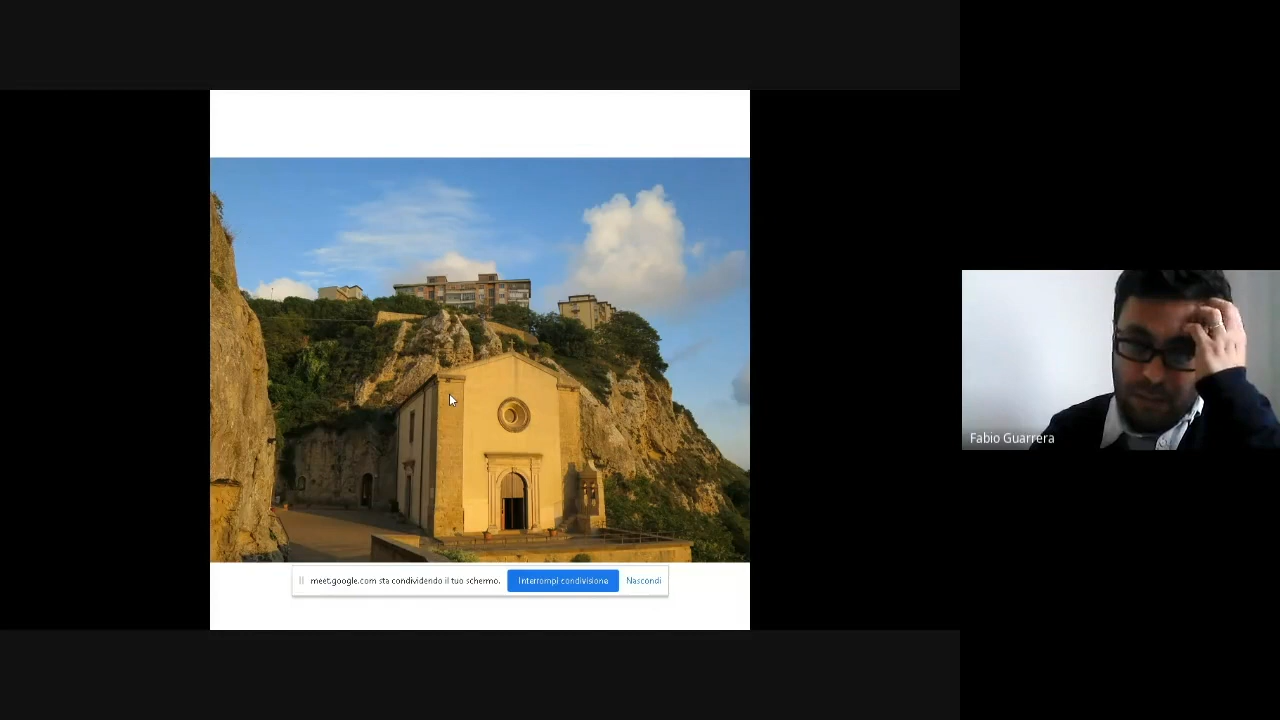 meet.google.com sta condividendo il tuo schermo.
Interrompi condivisione
Nascondi
Fabio Guarrera